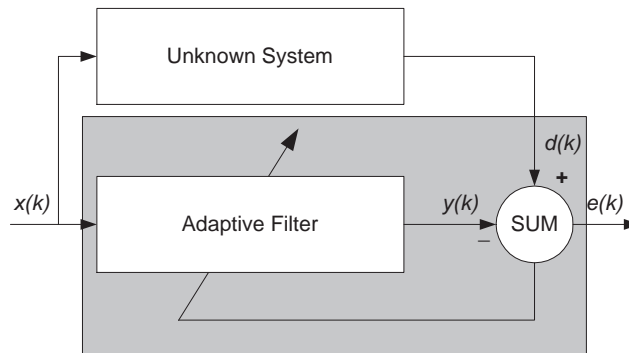 Unknown System
d(k)
+
x(k)
Adaptive Filter
y(k)
–
SUM
e(k)